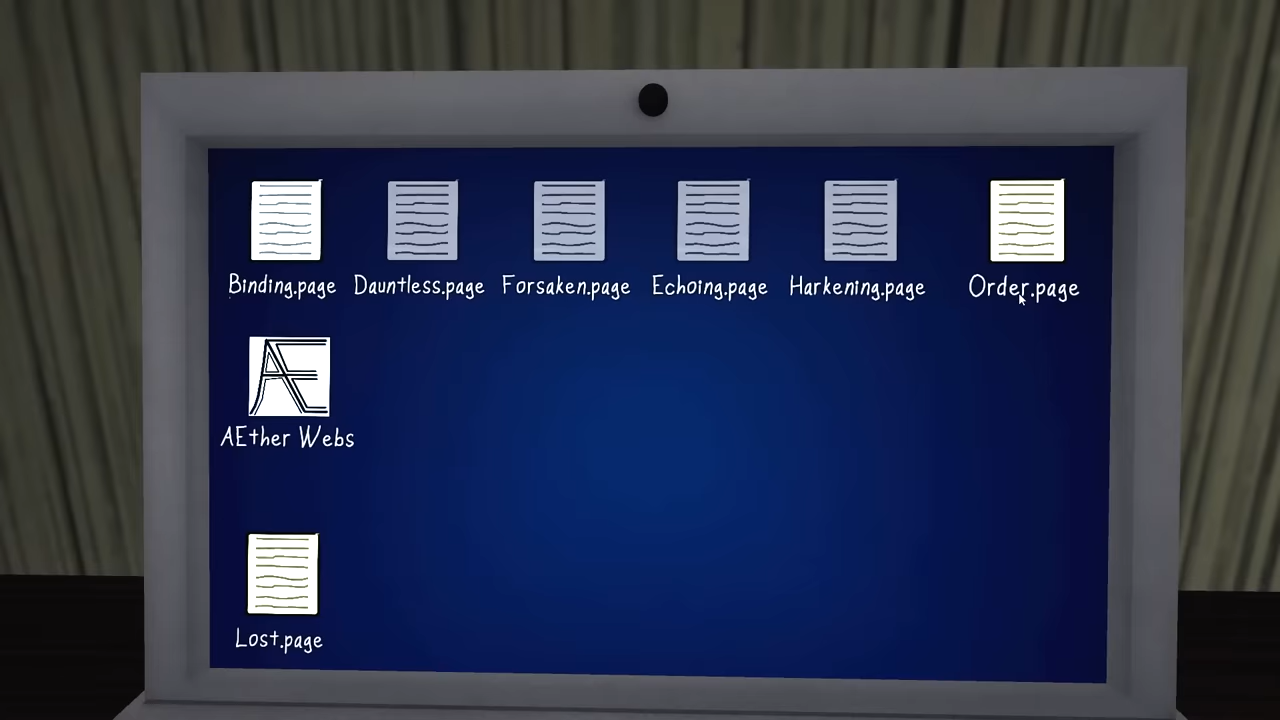 Binding.page Dauntless.page Forsaken.page Echoing.page Harkening.page Order.page
Æ
AEther Webs
Lost.page